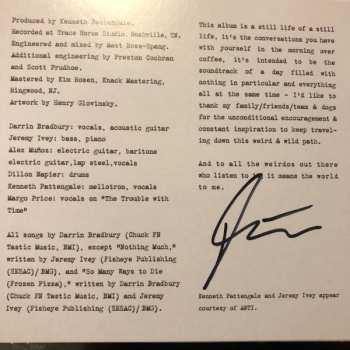 Produced by Kenneth Pattengale.
Recorded at Trace Horse Studio. Nashville, TN.
Engineered and mixed by Matt Ross-Spang.
Additional engineering by Preston Cochran
and Scott Prudhoe.
Mastered by Kim Rosen, Knack Mastering,
Ringwood, NJ.
Artwork by Henry Glovinsky.
Darrin Bradbury: vocals, acoustic guitar
Jeremy Ivey: bass, piano
Alex Muñoz: electric guitar, baritone
electric guitar, lap steel, vocals
Dillon Napier: drums
Kenneth Pattengale: mellotron, vocals
Margo Price: vocals on "The Trouble with
Time"
All songs by Darrin Bradbury (Chuck FN
Tastic Music, BMI), except "Nothing Much,"
written by Jeremy Ivey (Fisheye Publishing
(SESAC)/BMG), and "So Many Ways to Die
(Frozen Pizza)," written by Darrin Bradbury
(Chuck FN Tastic Music, BMI) and Jeremy
Ivey (Fisheye Publishing (SESAC)/BMG).
This album is a still life of a still
life, it's the conversations you have
with yourself in the morning over
coffee, it's intended to be the
soundtrack of a day filled with
nothing in particular and everything
all at the same time - I'd like to
thank my family/friends/team & dogs
for the unconditional encouragement &
constant inspiration to keep travel-
ing down this weird & wild path.
And to all the weirdos out there
who listen to it means the world
to me.
Kenneth Pattengale and Jeremy Ivey appear
courtesy of ANTI.